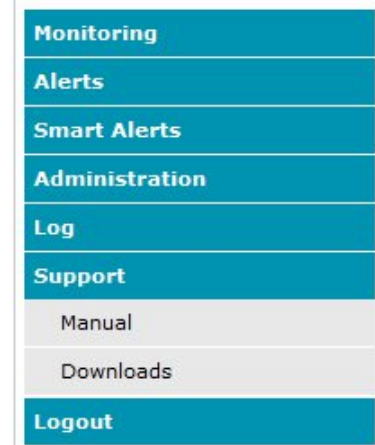 Monitoring
Alerts
Smart Alerts
Administration
Log
Support
Manual
Downloads
Logout